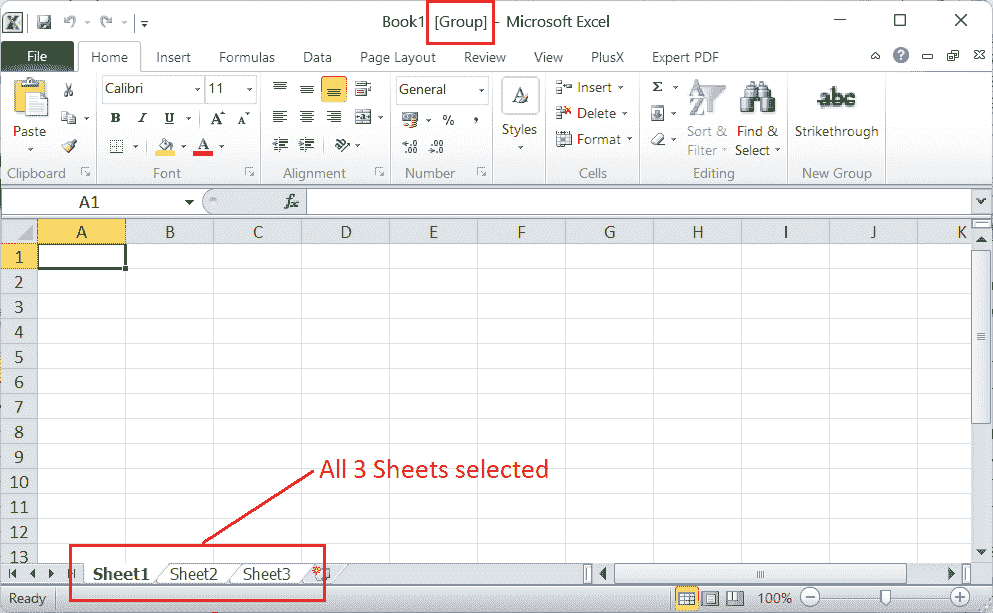 Book1 [Group] - Microsoft Excel
File Home Insert Formulas Data Page Layout Review View PlusX Expert PDF
Calibri 11 General Insert Σ abc
B I U A A % , Styles Delete Sort & Find & Strikethrough
Paste A Format Filter Select
Clipboard Font Alignment Number Cells Editing New Group
A1 fx
A B C D E F G H I J K
1
2
3
4
5
6
7
8
9
All 3 Sheets selected
10
11
12
13
Sheet1 Sheet2 Sheet3
Ready 100%